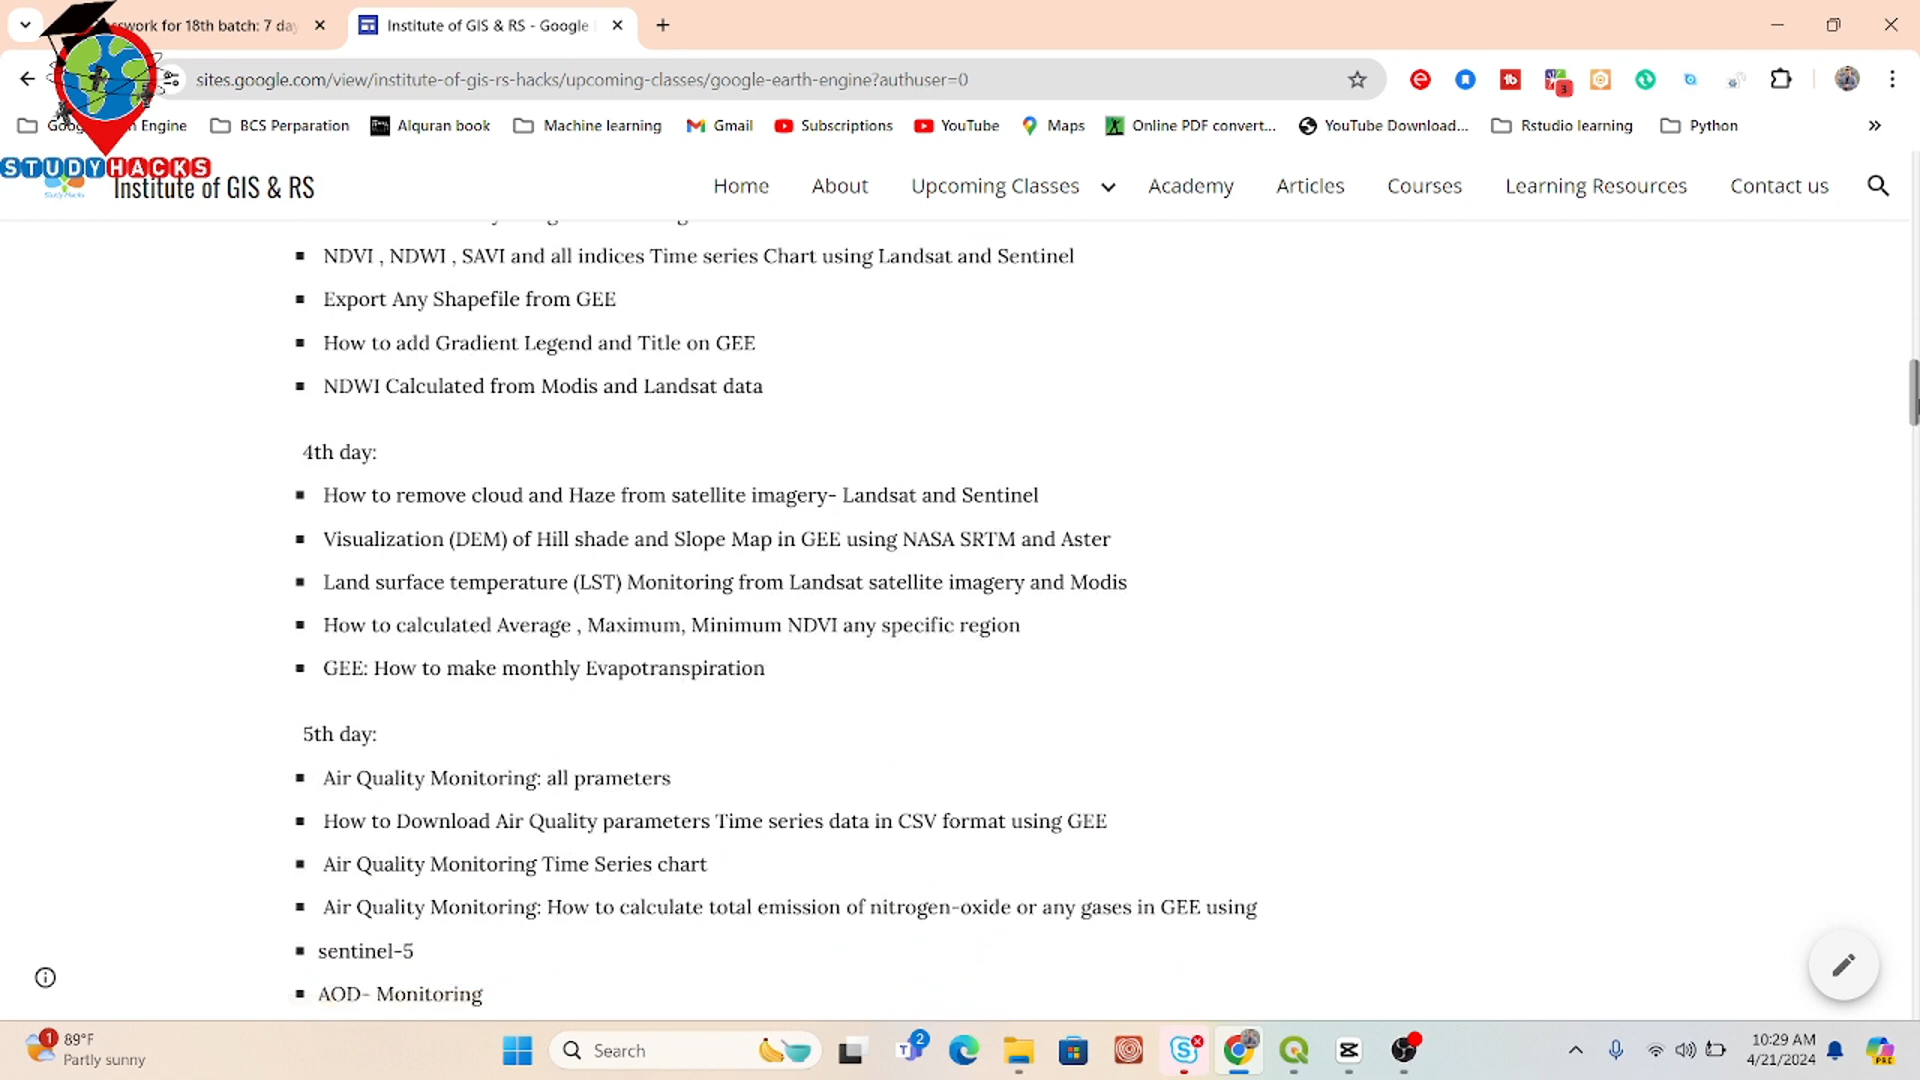 swork for 18th batch: 7 day
Institute of GIS & RS - Google
sites.google.com/view/institute-of-gis-rs-hacks/upcoming-classes/google-earth-engine?authuser=0
3
Engine
BCS Perparation
Alquran book
Machine learning
Gmail
Subscriptions
YouTube
Maps
Online PDF convert...
YouTube Download...
Rstudio learning
Python
STUDYHACKS
Institute of GIS & RS
Home
About
Upcoming Classes
Academy
Articles
Courses
Learning Resources
Contact us
NDVI , NDWI , SAVI and all indices Time series Chart using Landsat and Sentinel
Export Any Shapefile from GEE
How to add Gradient Legend and Title on GEE
NDWI Calculated from Modis and Landsat data
4th day:
How to remove cloud and Haze from satellite imagery- Landsat and Sentinel
Visualization (DEM) of Hill shade and Slope Map in GEE using NASA SRTM and Aster
Land surface temperature (LST) Monitoring from Landsat satellite imagery and Modis
How to calculated Average , Maximum, Minimum NDVI any specific region
GEE: How to make monthly Evapotranspiration
5th day:
Air Quality Monitoring: all prameters
How to Download Air Quality parameters Time series data in CSV format using GEE
Air Quality Monitoring Time Series chart
Air Quality Monitoring: How to calculate total emission of nitrogen-oxide or any gases in GEE using
sentinel-5
AOD- Monitoring
1
89°F
Partly sunny
Search
2
10:29 AM
4/21/2024
PRE